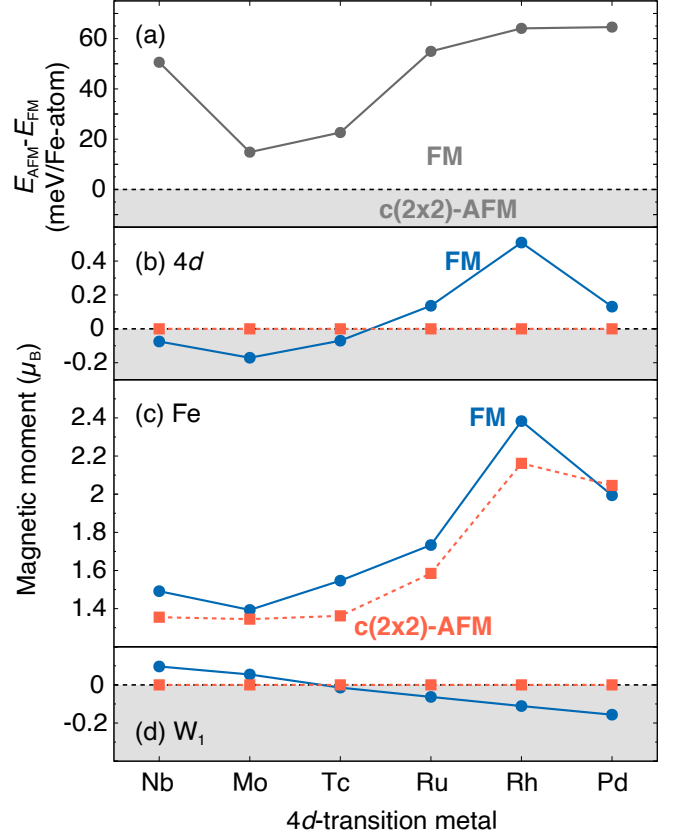 (a)
60
40
20
0
E_AFM-E_FM
(meV/Fe-atom)
FM
c(2x2)-AFM
(b) 4d
FM
0.4
0.2
0
-0.2
Magnetic moment (μ_B)
(c) Fe
FM
2.4
2.2
2
1.8
1.6
1.4
c(2x2)-AFM
0
-0.2
(d) W₁
Nb Mo Tc Ru Rh Pd
4d-transition metal